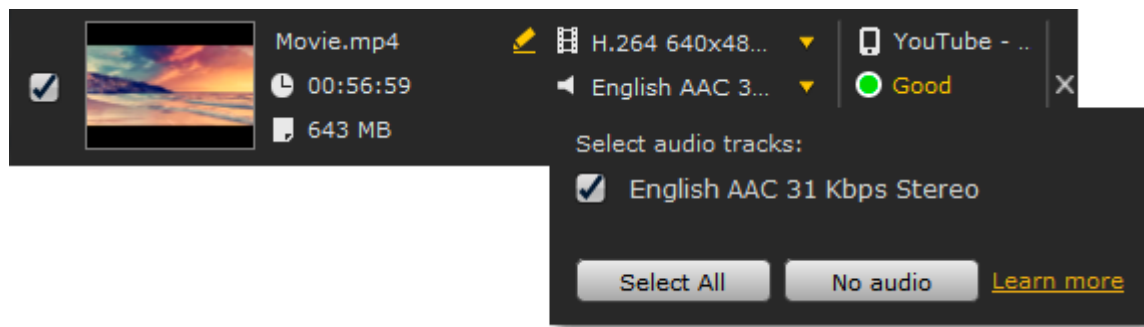 Movie.mp4
H.264 640x48...
YouTube - ..
00:56:59
English AAC 3...
Good
X
643 MB
Select audio tracks:
English AAC 31 Kbps Stereo
Select All
No audio
Learn more